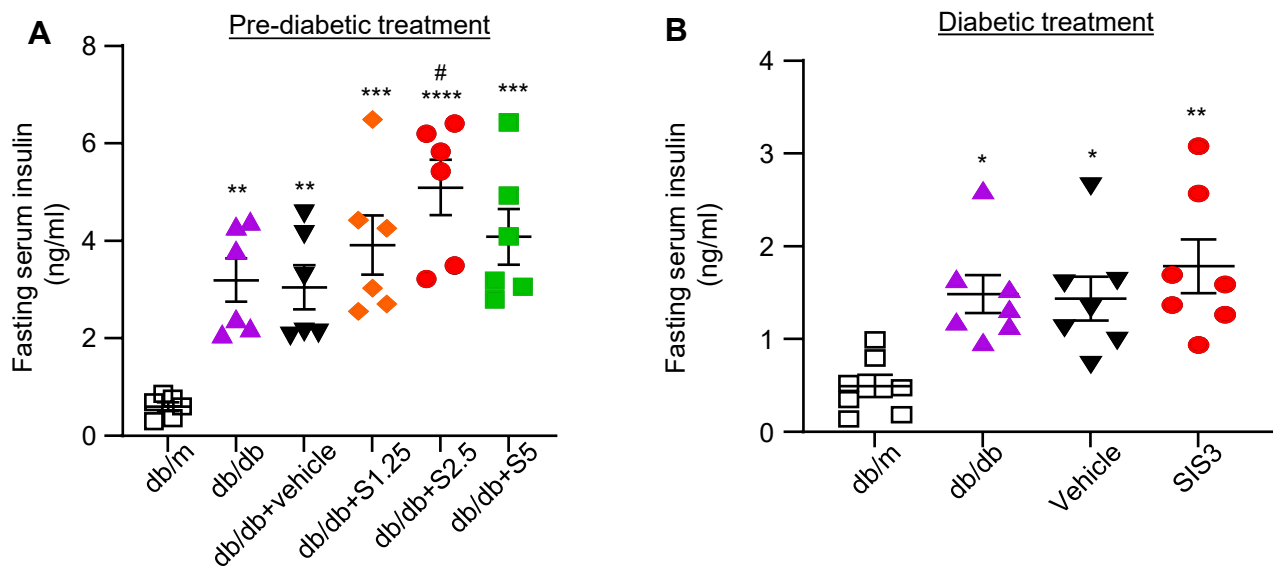 A
Pre-diabetic treatment
Fasting serum insulin
(ng/ml)
8
6
4
2
0
**
**
***
#
****
***
db/m
db/db
db/db+vehicle
db/db+S1.25
db/db+S2.5
db/db+S5
B
Diabetic treatment
Fasting serum insulin
(ng/ml)
4
3
2
1
0
*
*
**
db/m
db/db
Vehicle
SIS3